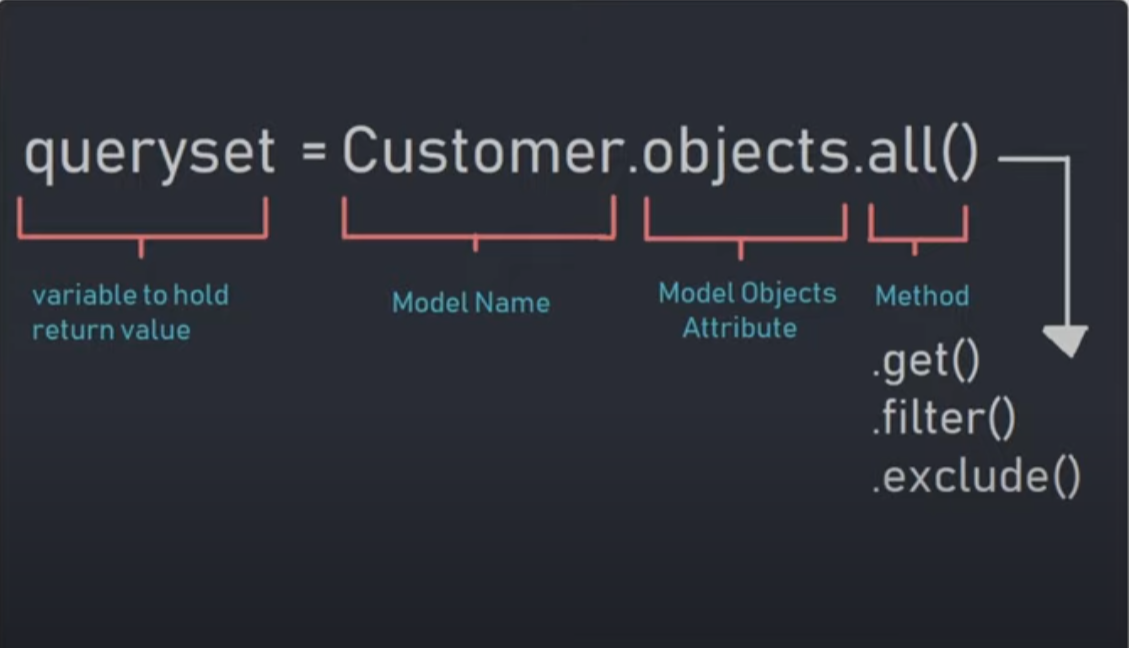 queryset = Customer.objects.all()
variable to hold
return value
Model Name
Model Objects
Attribute
Method
.get()
.filter()
.exclude()